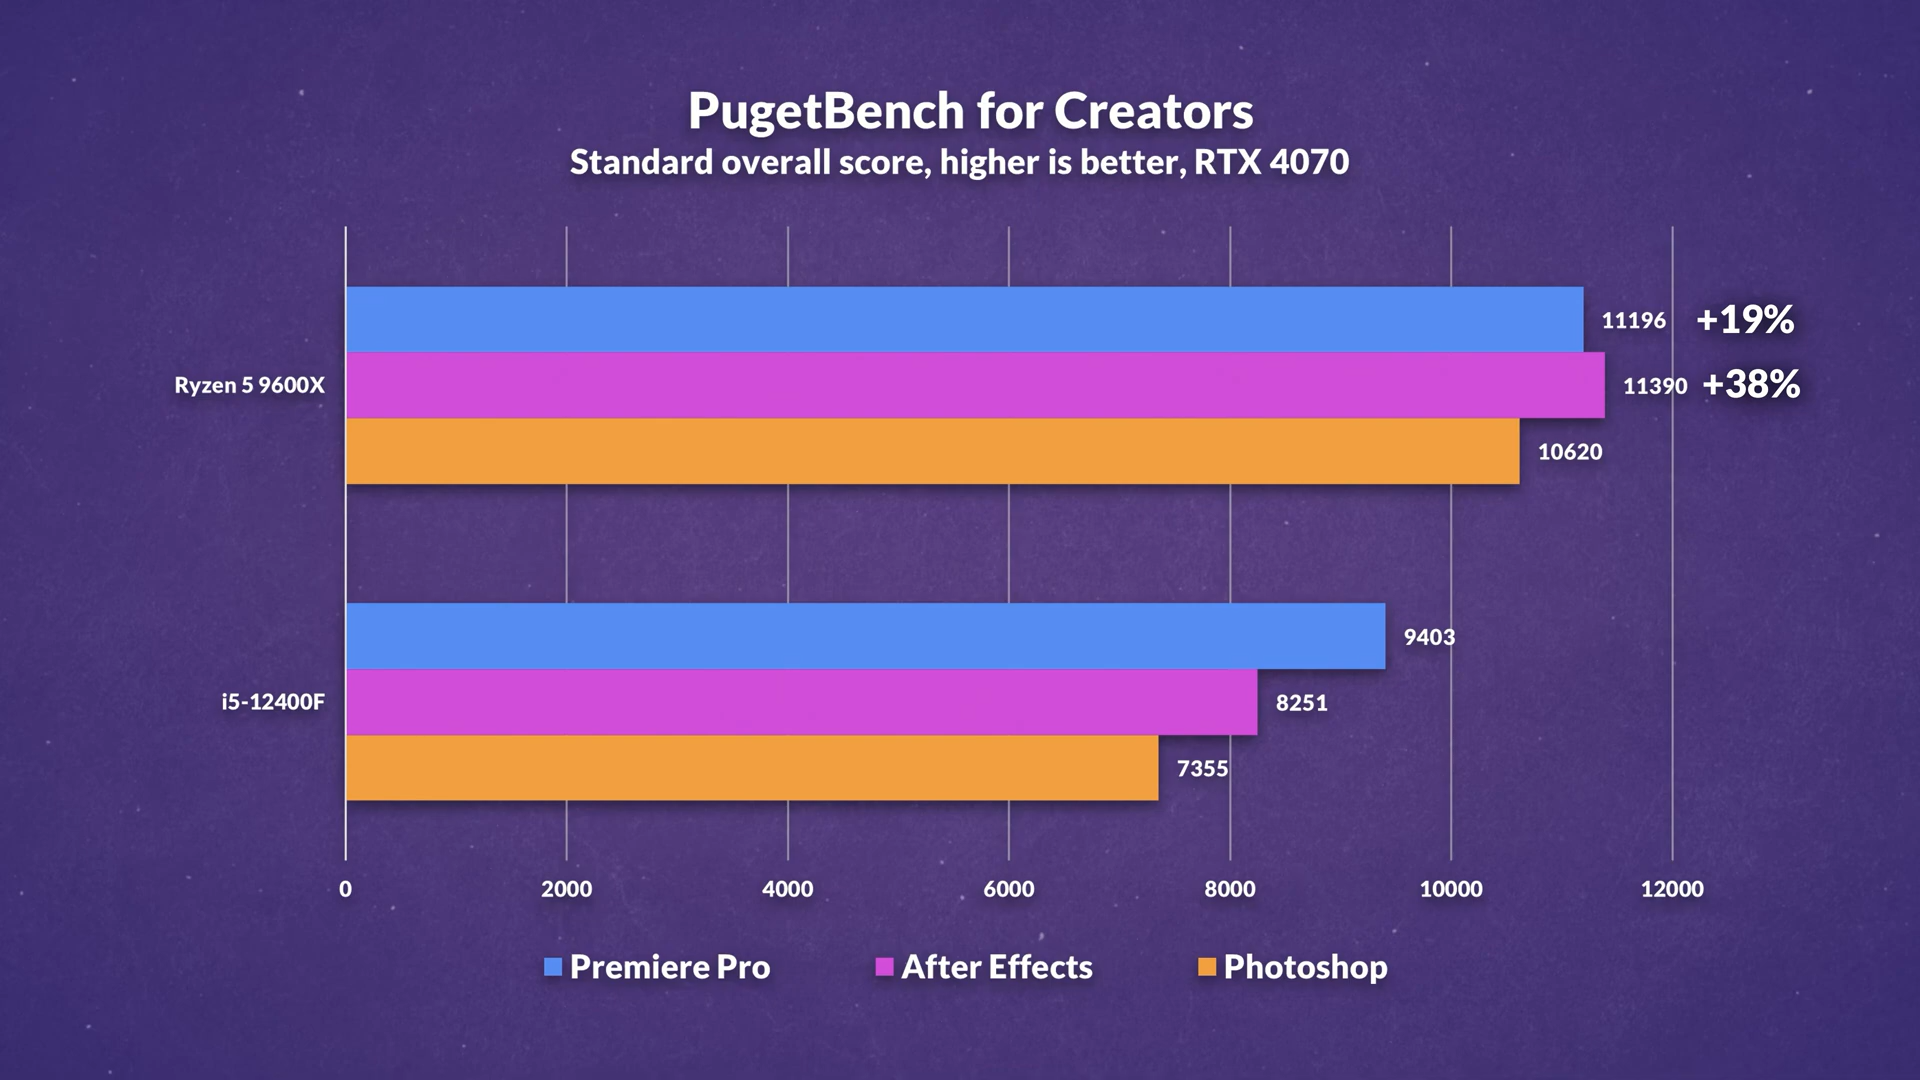 PugetBench for Creators
Standard overall score, higher is better, RTX 4070
11196 +19%
Ryzen 5 9600X
11390 +38%
10620
9403
i5-12400F
8251
7355
0 2000 4000 6000 8000 10000 12000
Premiere Pro After Effects Photoshop